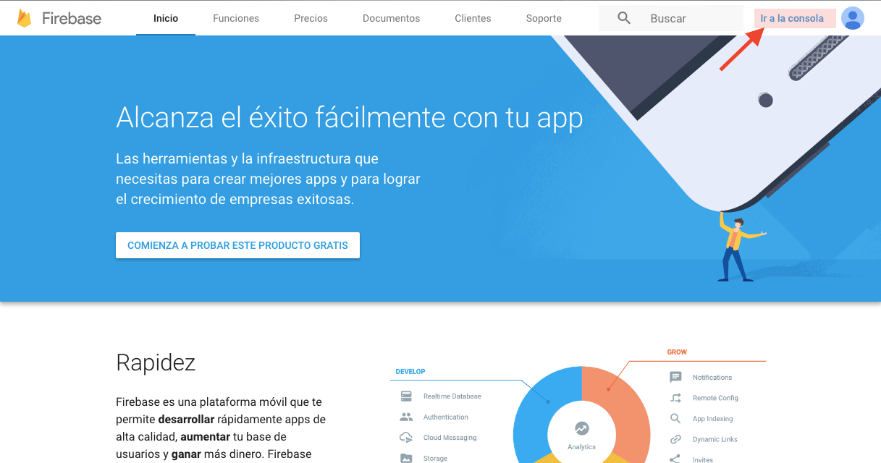 Firebase
Inicio
Funciones
Precios
Documentos
Clientes
Soporte
Buscar
Ir a la consola
Alcanza el éxito fácilmente con tu app
Las herramientas y la infraestructura que
necesitas para crear mejores apps y para lograr
el crecimiento de empresas exitosas.
COMIENZA A PROBAR ESTE PRODUCTO GRATIS
Rapidez
Firebase es una plataforma móvil que te
permite desarrollar rápidamente apps de
alta calidad, aumentar tu base de
usuarios y ganar más dinero. Firebase
DEVELOP
Realtime Database
Authentication
Cloud Messaging
Storage
Analytics
GROW
Notifications
Remote Config
App Indexing
Dynamic Links
Invites